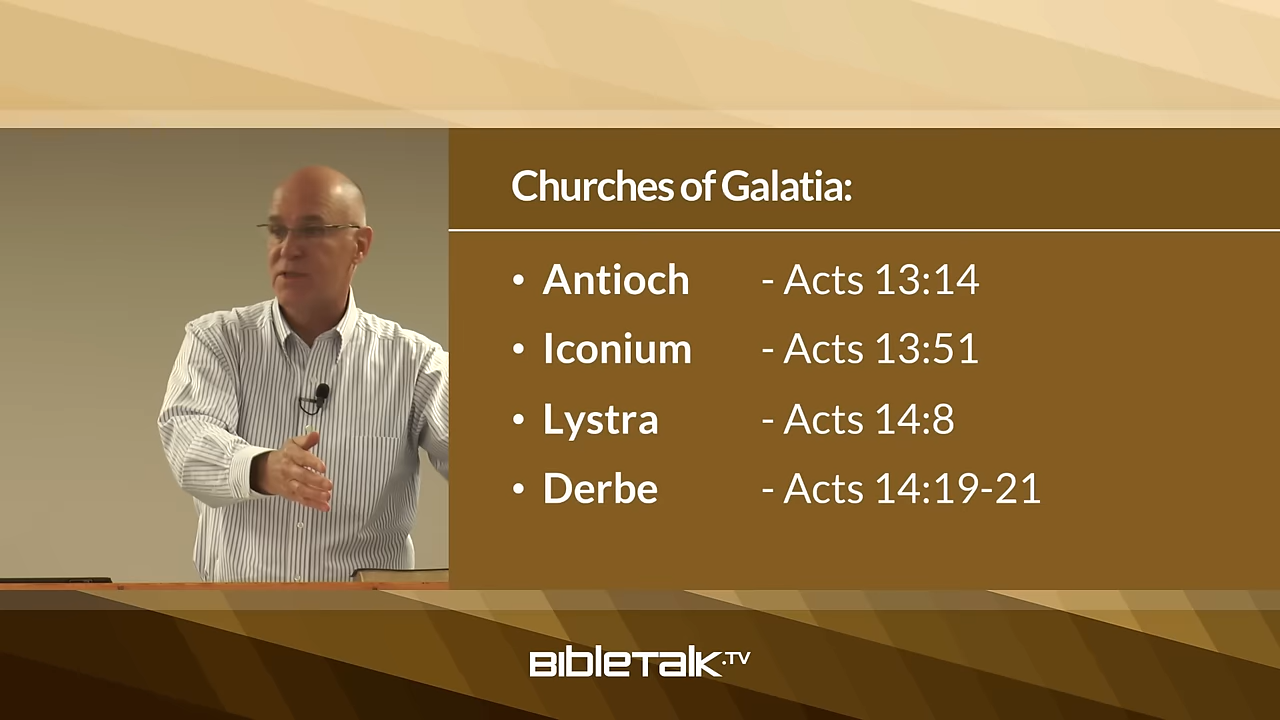 Churches of Galatia:
• Antioch - Acts 13:14
• Iconium - Acts 13:51
• Lystra - Acts 14:8
• Derbe - Acts 14:19-21
BibleTalk.TV